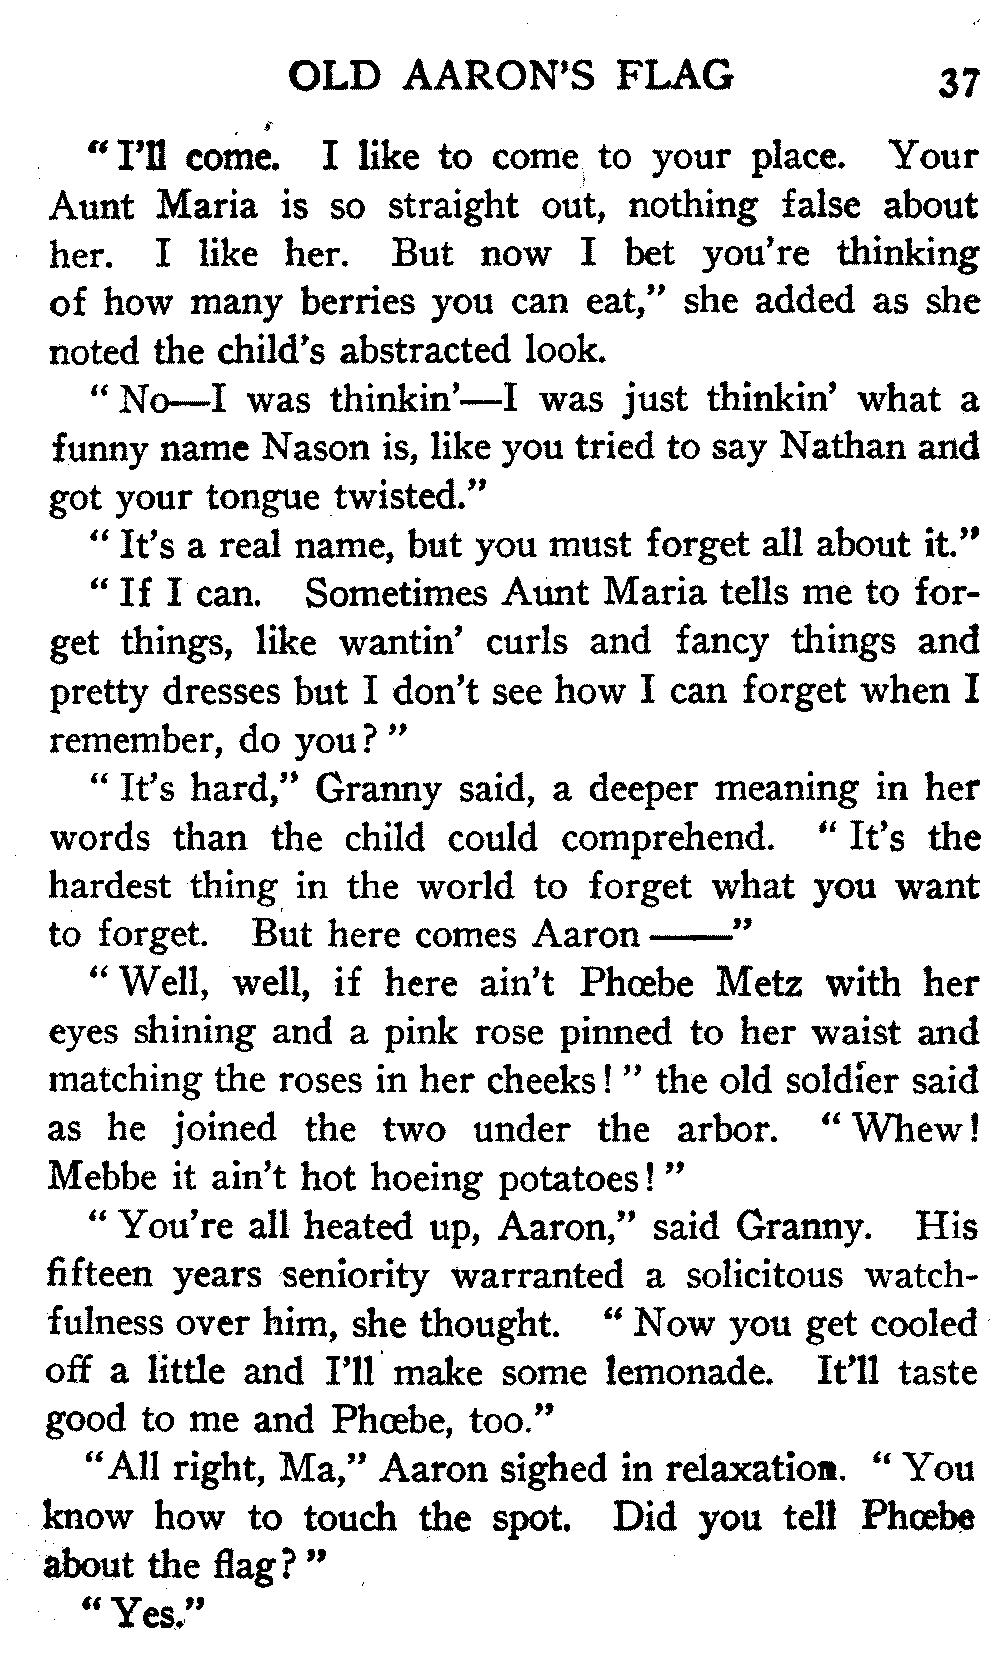 OLD AARON'S FLAG 37
"I'll come. I like to come to your place. Your
Aunt Maria is so straight out, nothing false about
her. I like her. But now I bet you're thinking
of how many berries you can eat," she added as she
noted the child's abstracted look.
"No—I was thinkin'—I was just thinkin' what a
funny name Nason is, like you tried to say Nathan and
got your tongue twisted."
"It's a real name, but you must forget all about it."
"If I can. Sometimes Aunt Maria tells me to for-
get things, like wantin' curls and fancy things and
pretty dresses but I don't see how I can forget when I
remember, do you?"
"It's hard," Granny said, a deeper meaning in her
words than the child could comprehend. "It's the
hardest thing in the world to forget what you want
to forget. But here comes Aaron ——"
"Well, well, if here ain't Phœbe Metz with her
eyes shining and a pink rose pinned to her waist and
matching the roses in her cheeks!" the old soldier said
as he joined the two under the arbor. "Whew!
Mebbe it ain't hot hoeing potatoes!"
"You're all heated up, Aaron," said Granny. His
fifteen years seniority warranted a solicitous watch-
fulness over him, she thought. "Now you get cooled
off a little and I'll make some lemonade. It'll taste
good to me and Phœbe, too."
"All right, Ma," Aaron sighed in relaxation. "You
know how to touch the spot. Did you tell Phœbe
about the flag?"
"Yes."